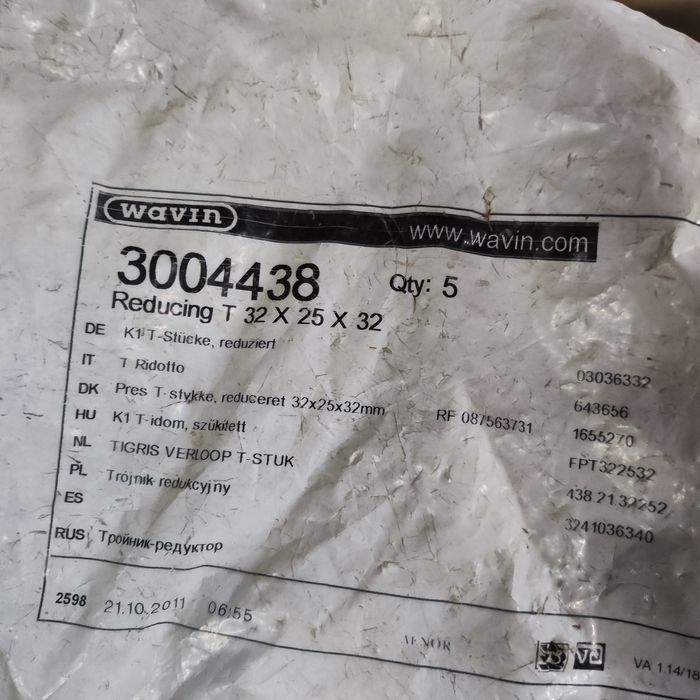 wavin
www.wavin.com
3004438 Qty: 5
Reducing T 32 X 25 X 32
DE K1 T-Stücke, reduziert 03036332
IT T Ridotto 643656
DK Pres T-stykke, reduceret 32x25x32mm RF 087563731 1655270
HU K1 T-idom, szűkilett FPT322532
NL TIGRIS VERLOOP T-STUK 438.21.32252
PL Trójnik redukcyjny 3241036340
ES
RUS Тройник-редуктор
2598 21.10.2011 06:55
AENOR
VA 1.14/18